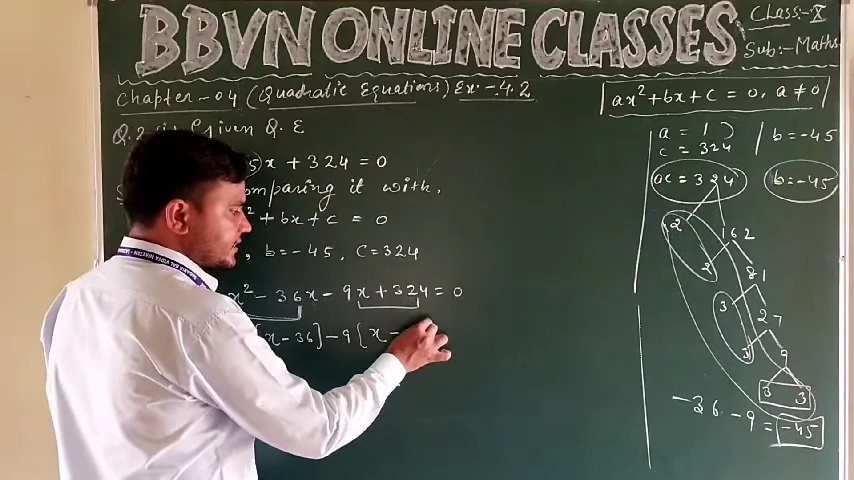 BBVN ONLINE CLASSES
Class:- X
Sub:- Maths
Chapter-04 (Quadratic Equations) Ex:-4.2
ax² + bx + c = 0, a ≠ 0
Given Q.E
)x + 324 = 0
omparing it with,
² + bx + c = 0
, b = -45, C = 324
x² - 36x - 9x + 324 = 0
[x - 36] - 9 [x -
a = 1
c = 324
b = -45
ac = 324
b = -45
2 162
2 81
3 27
3 9
3 3
-36 - 9 = -45